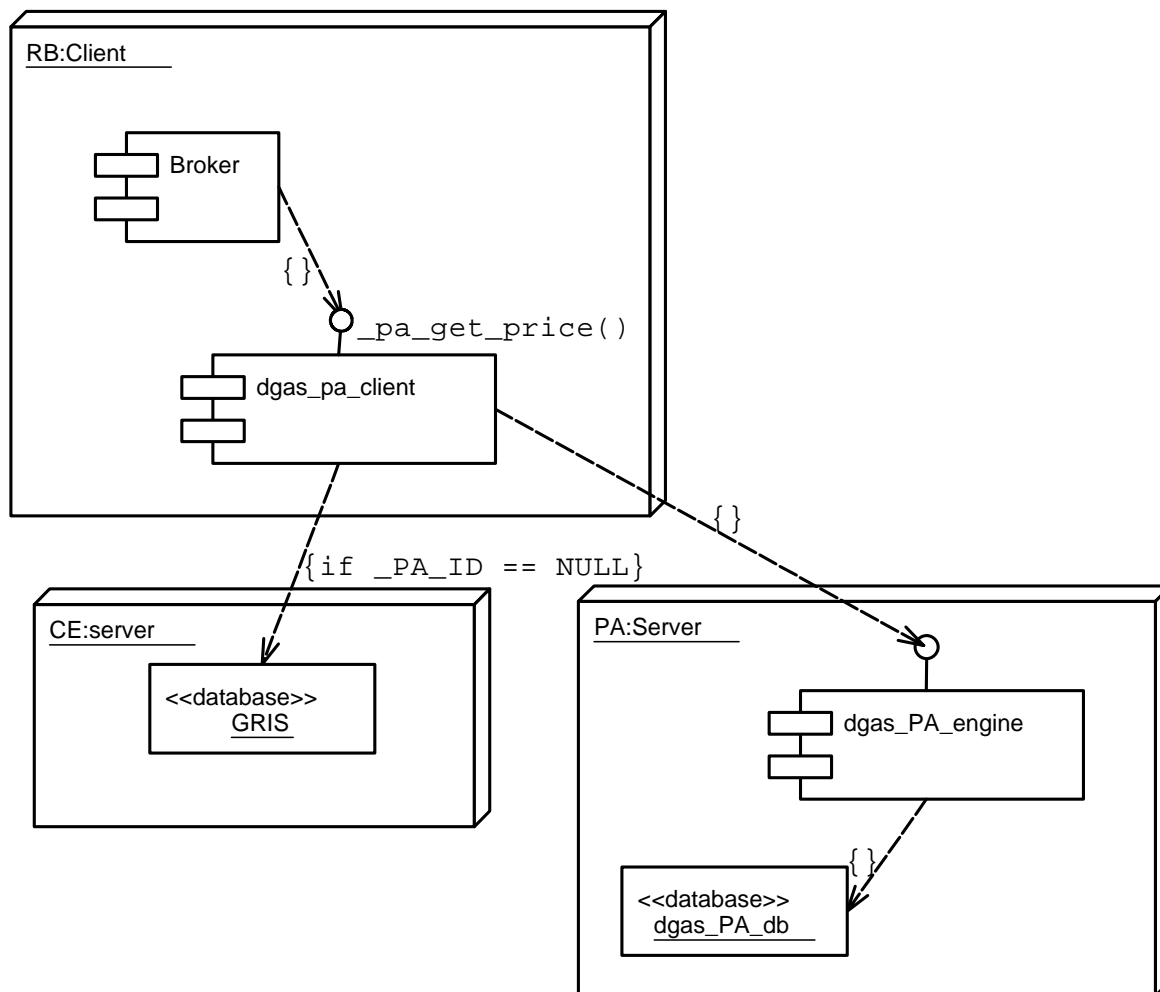 RB:Client
Broker
{}
_pa_get_price()
dgas_pa_client
{}
{if _PA_ID == NULL}
CE:server
<<database>>
GRIS
PA:Server
dgas_PA_engine
{}
<<database>>
dgas_PA_db